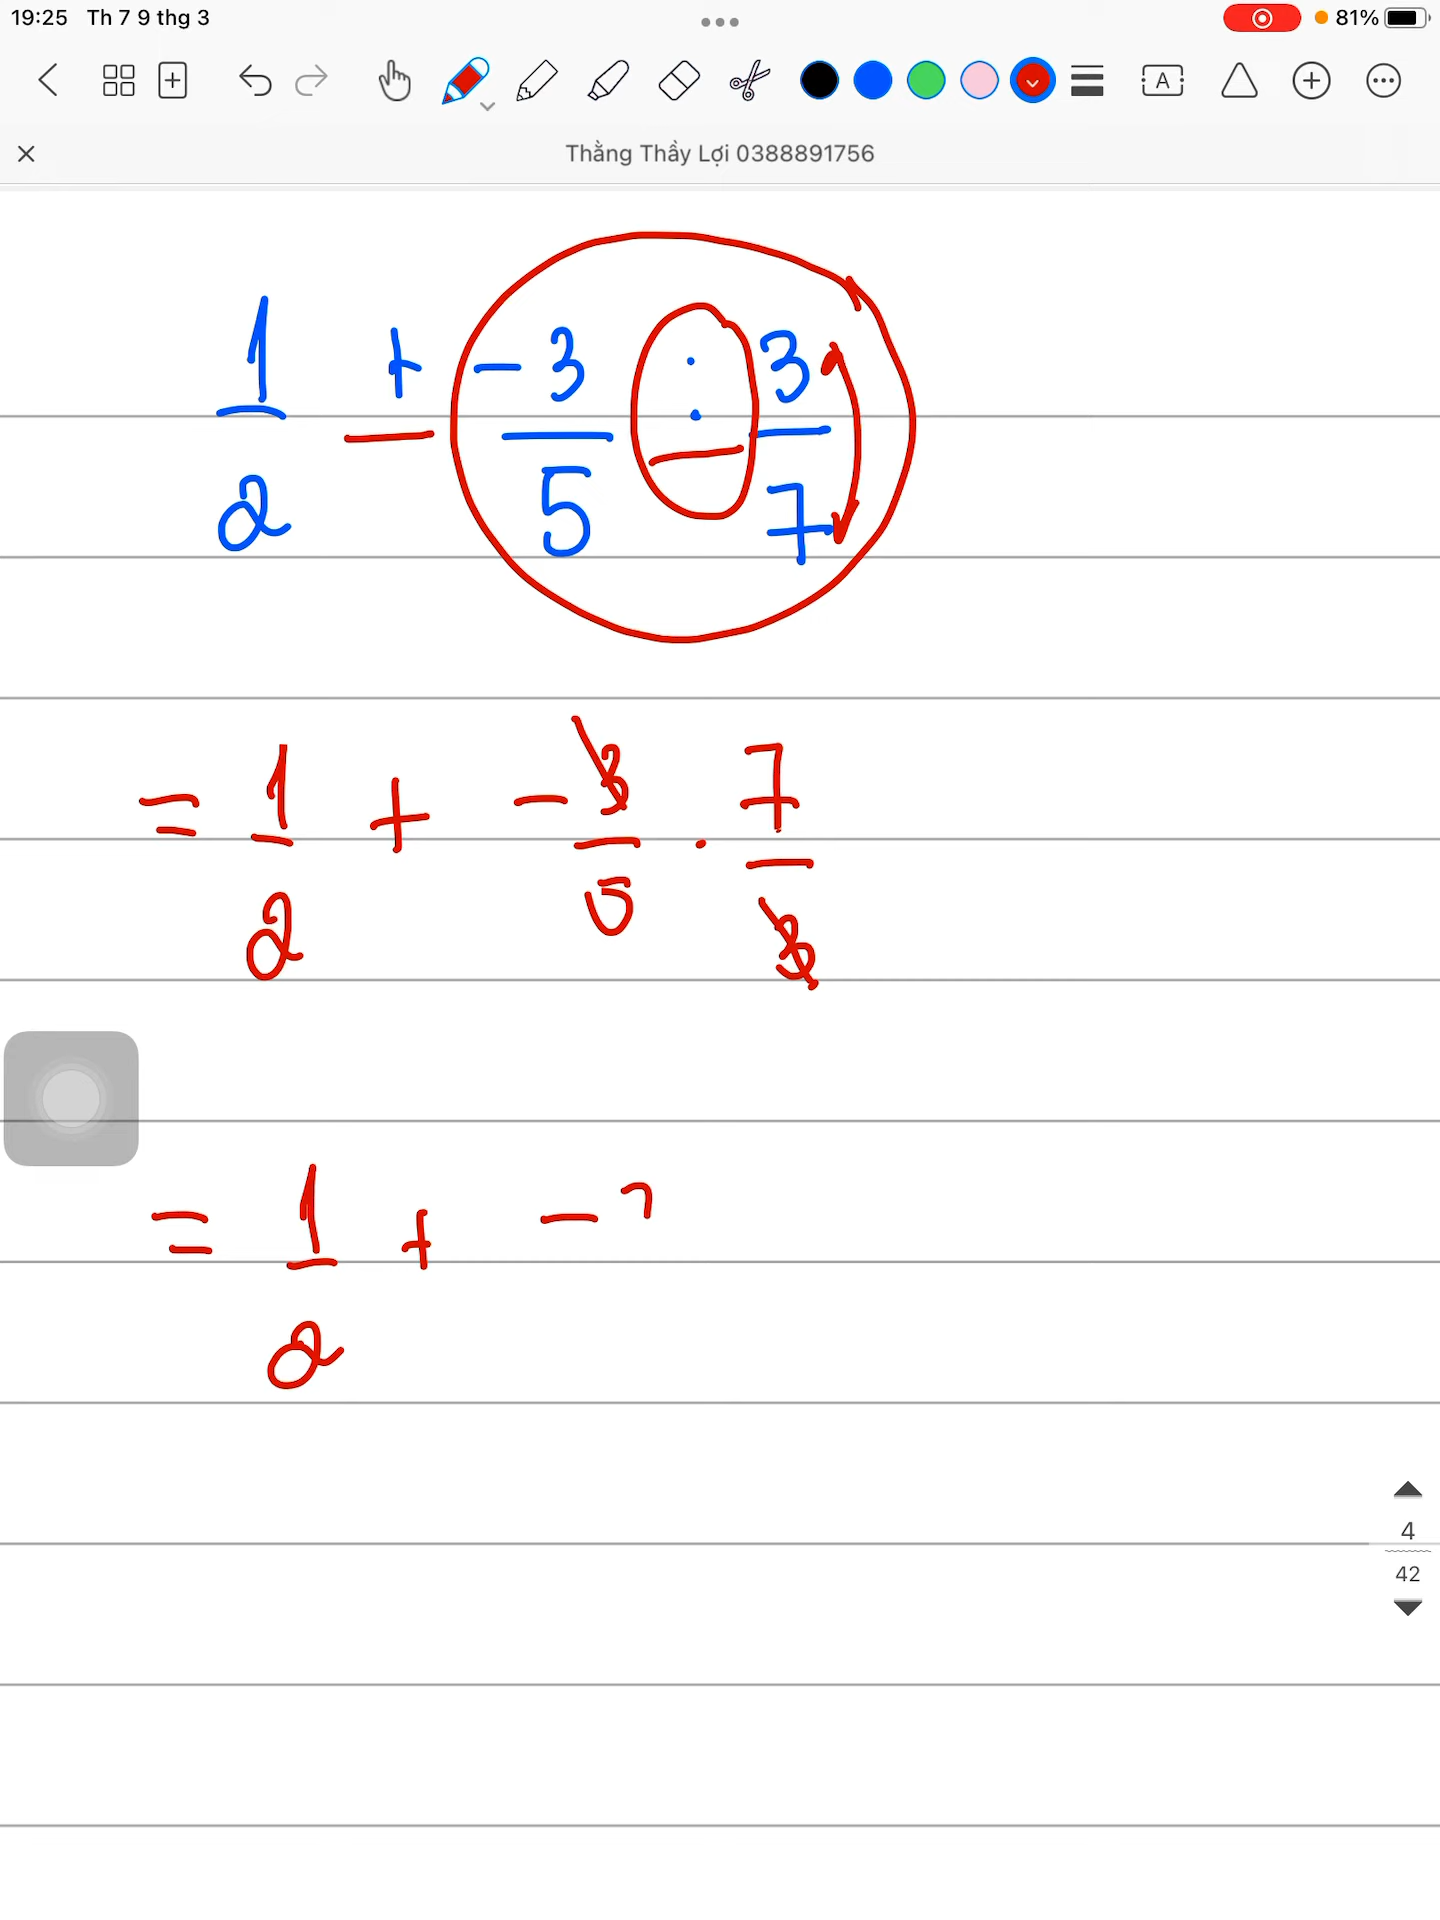 19:25 Th 7 9 thg 3 81%
A
Thằng Thầy Lợi 0388891756
1/2 + -3/5 : 3/7
= 1/2 + -3/5 . 7/3
= 1/2 + -
4
42